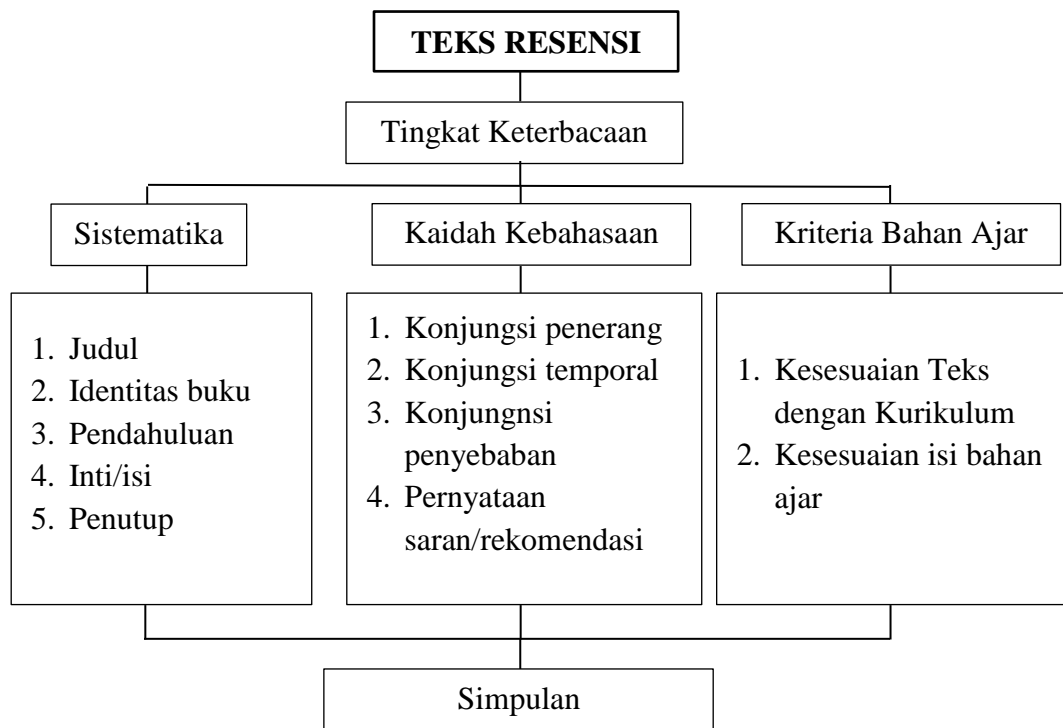 TEKS RESENSI
Tingkat Keterbacaan
Sistematika
Kaidah Kebahasaan
Kriteria Bahan Ajar
1. Judul
2. Identitas buku
3. Pendahuluan
4. Inti/isi
5. Penutup
1. Konjungsi penerang
2. Konjungsi temporal
3. Konjungnsi
penyebaban
4. Pernyataan
saran/rekomendasi
1. Kesesuaian Teks
dengan Kurikulum
2. Kesesuaian isi bahan
ajar
Simpulan